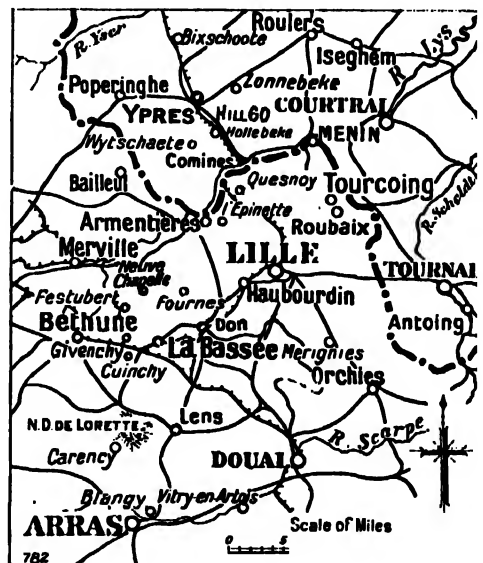 Roulers
R. Yser
Bixschoote
Iseghem
R. Lys
Zonnebeke
Poperinghe
COURTRAI
YPRES
HILL 60
Hollebeke
MENIN
Wytschaete
Comines
Bailleul
Quesnoy
Tourcoing
l'Epinette
R. Scheldt
Armentières
Roubaix
Merville
LILLE
Neuve
Chapelle
TOURNAI
Festubert
Fournes
Haubourdin
Bethune
Don
Antoing
Givenchy
La Bassée
Merignies
Cuinchy
Orchies
N.D. DE LORETTE
Lens
R. Scarpe
Carency
DOUAI
Blangy
Vitry-en-Artois
ARRAS
Scale of Miles
0 5
782